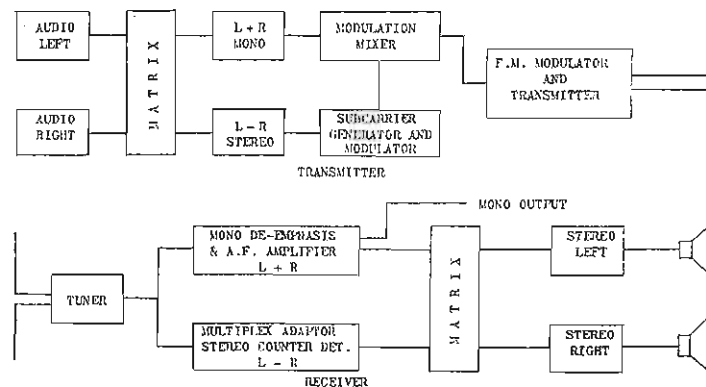 AUDIO
LEFT
MATRIX
L + R
MONO
MODULATION
MIXER
F.M. MODULATOR
AND
TRANSMITTER
AUDIO
RIGHT
L - R
STEREO
SUBCARRIER
GENERATOR AND
MODULATOR
TRANSMITTER
MONO OUTPUT
MONO DE-EMPHASIS
& A.F. AMPLIFIER
L + R
MATRIX
STEREO
LEFT
TUNER
MULTIPLEX ADAPTOR
STEREO COUNTER DET.
L - R
STEREO
RIGHT
RECEIVER